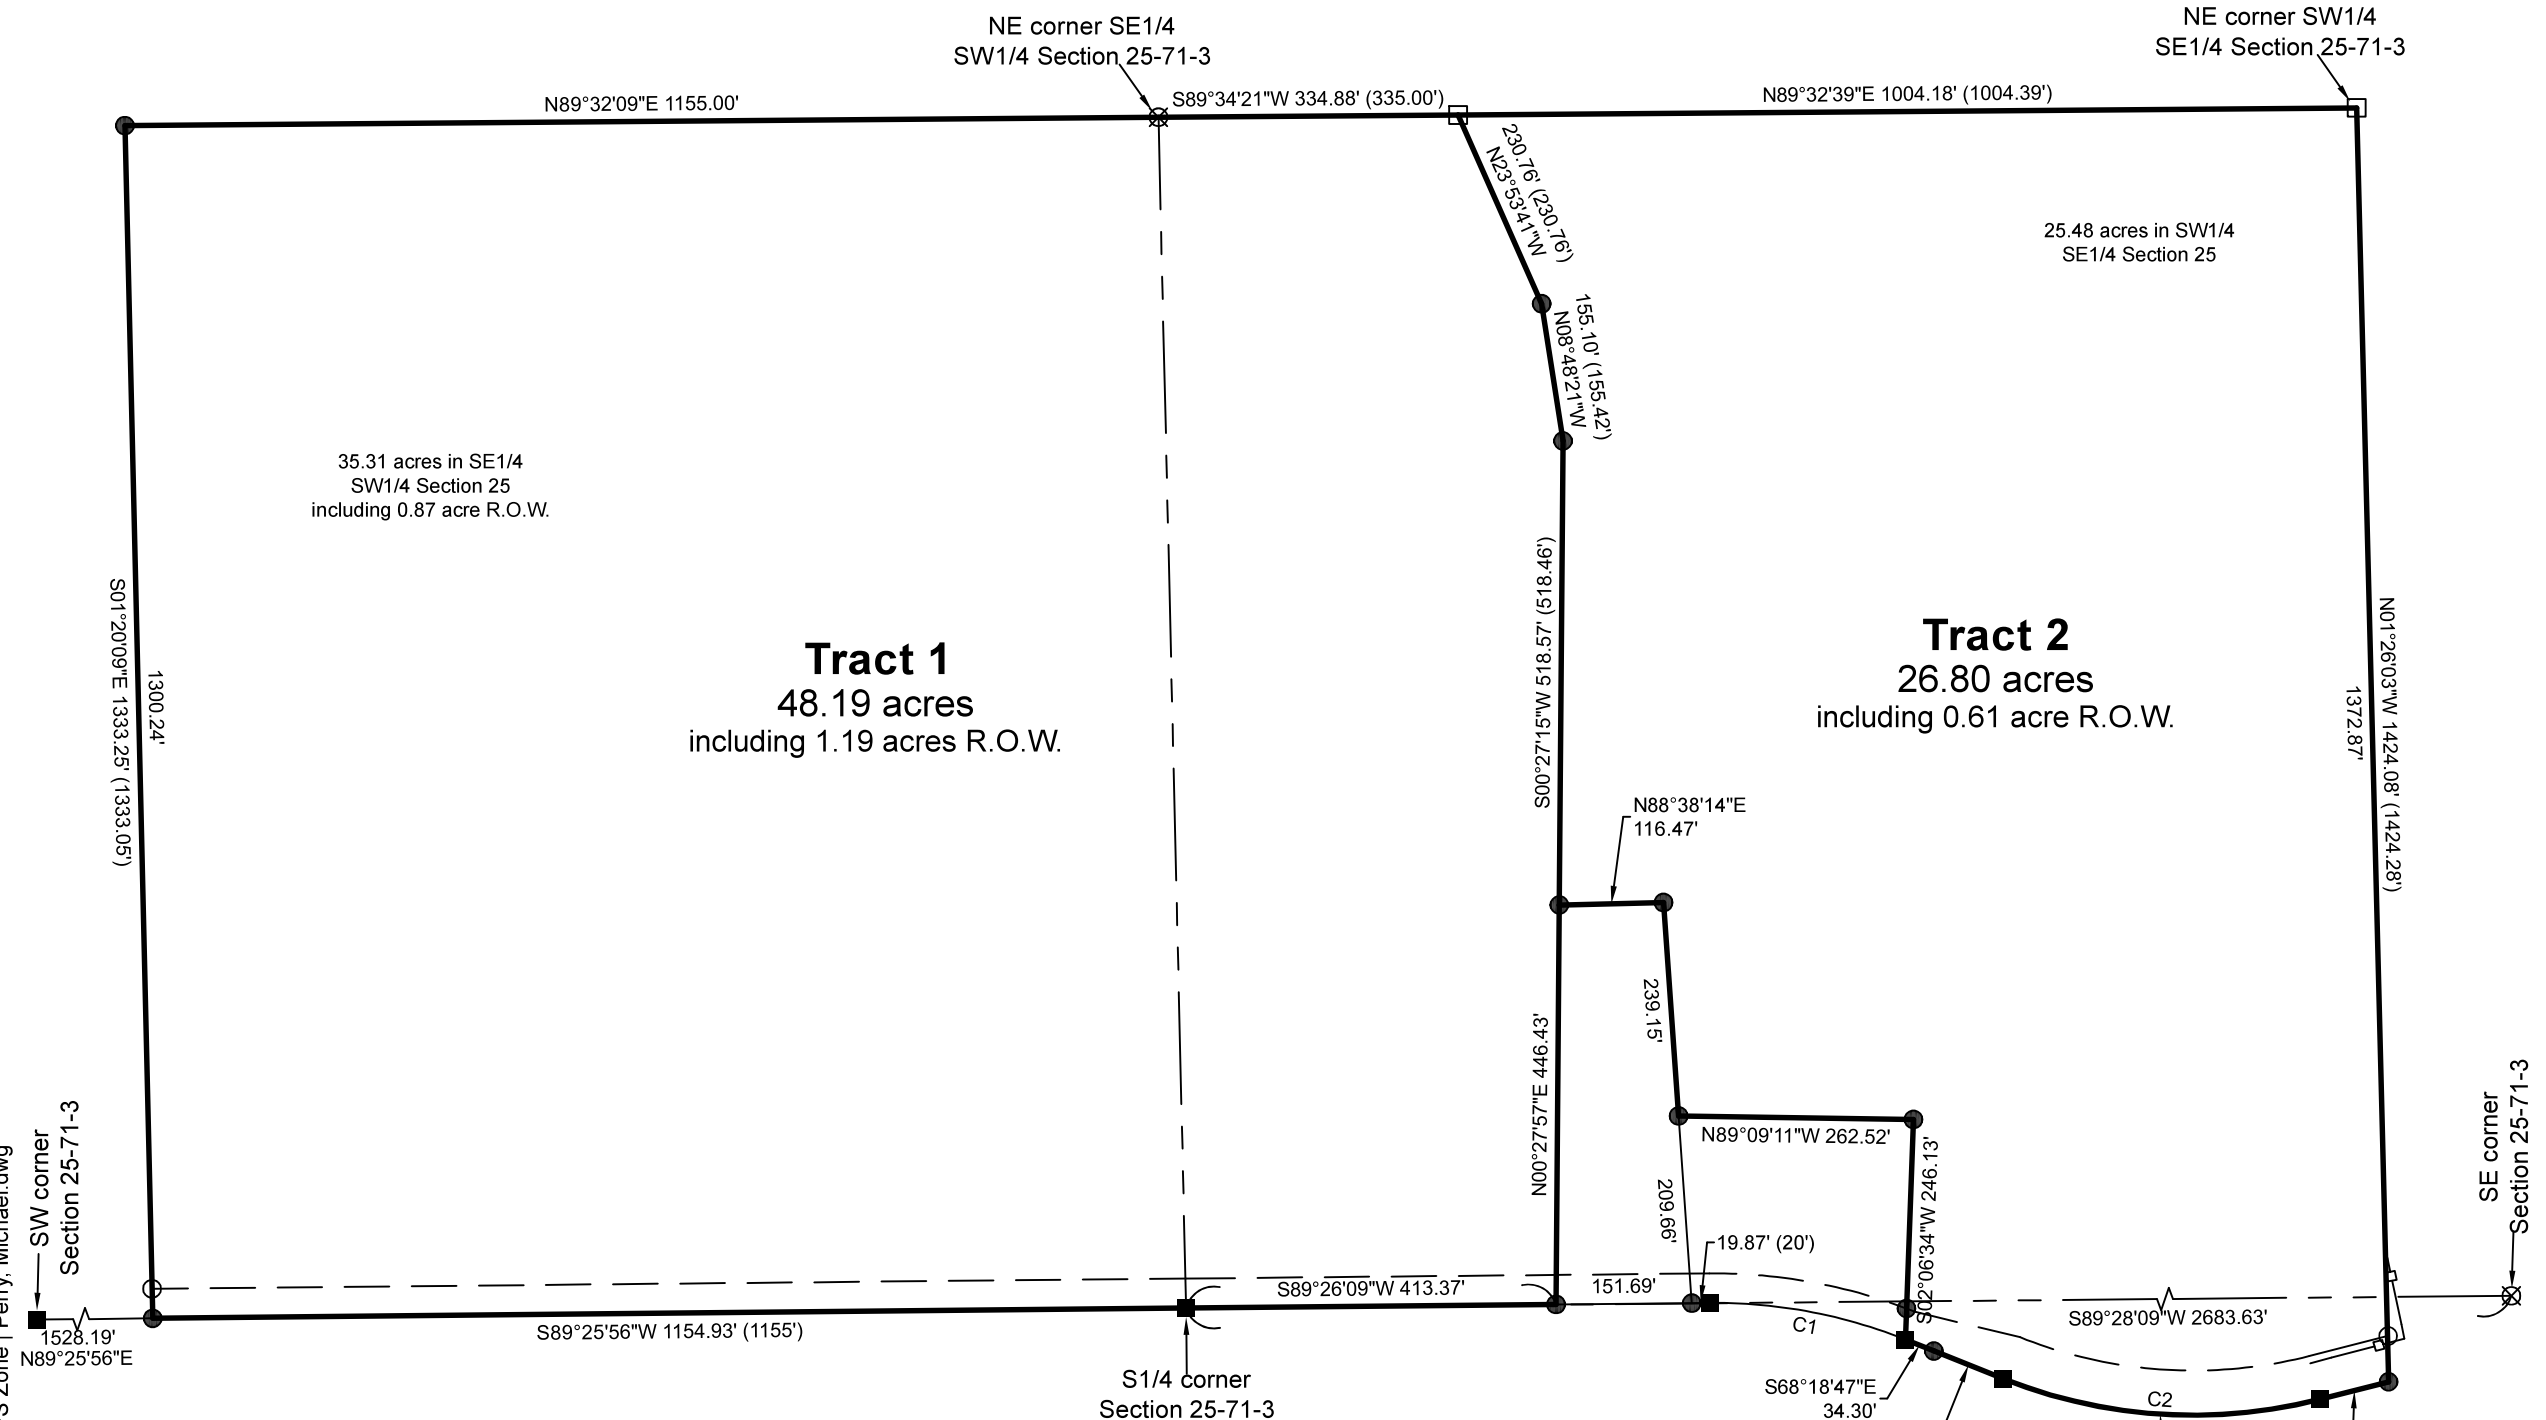 NE corner SE1/4
SW1/4 Section 25-71-3
NE corner SW1/4
SE1/4 Section 25-71-3
N89°32'09"E 1155.00'
S89°34'21"W 334.88' (335.00')
N89°32'39"E 1004.18' (1004.39')
230.76' (230.76')
N23°53'41"W
25.48 acres in SW1/4
SE1/4 Section 25
155.10' (155.42')
N08°48'21"W
35.31 acres in SE1/4
SW1/4 Section 25
including 0.87 acre R.O.W.
S01°20'09"E 1333.25' (1333.05')
1300.24'
Tract 1
48.19 acres
including 1.19 acres R.O.W.
S00°27'15"W 518.57' (518.46')
Tract 2
26.80 acres
including 0.61 acre R.O.W.
N01°26'03"W 1424.08' (1424.28')
1372.87'
N88°38'14"E
116.47'
239.15'
N00°27'57"E 446.43'
N89°09'11"W 262.52'
S02°06'34"W 246.13'
209.66'
19.87' (20')
151.69'
S89°26'09"W 413.37'
SW corner
Section 25-71-3
SE corner
Section 25-71-3
1528.19'
N89°25'56"E
S89°25'56"W 1154.93' (1155')
C1
S89°28'09"W 2683.63'
S1/4 corner
Section 25-71-3
S68°18'47"E
34.30'
C2
Zone | Perry, Michael.dwg